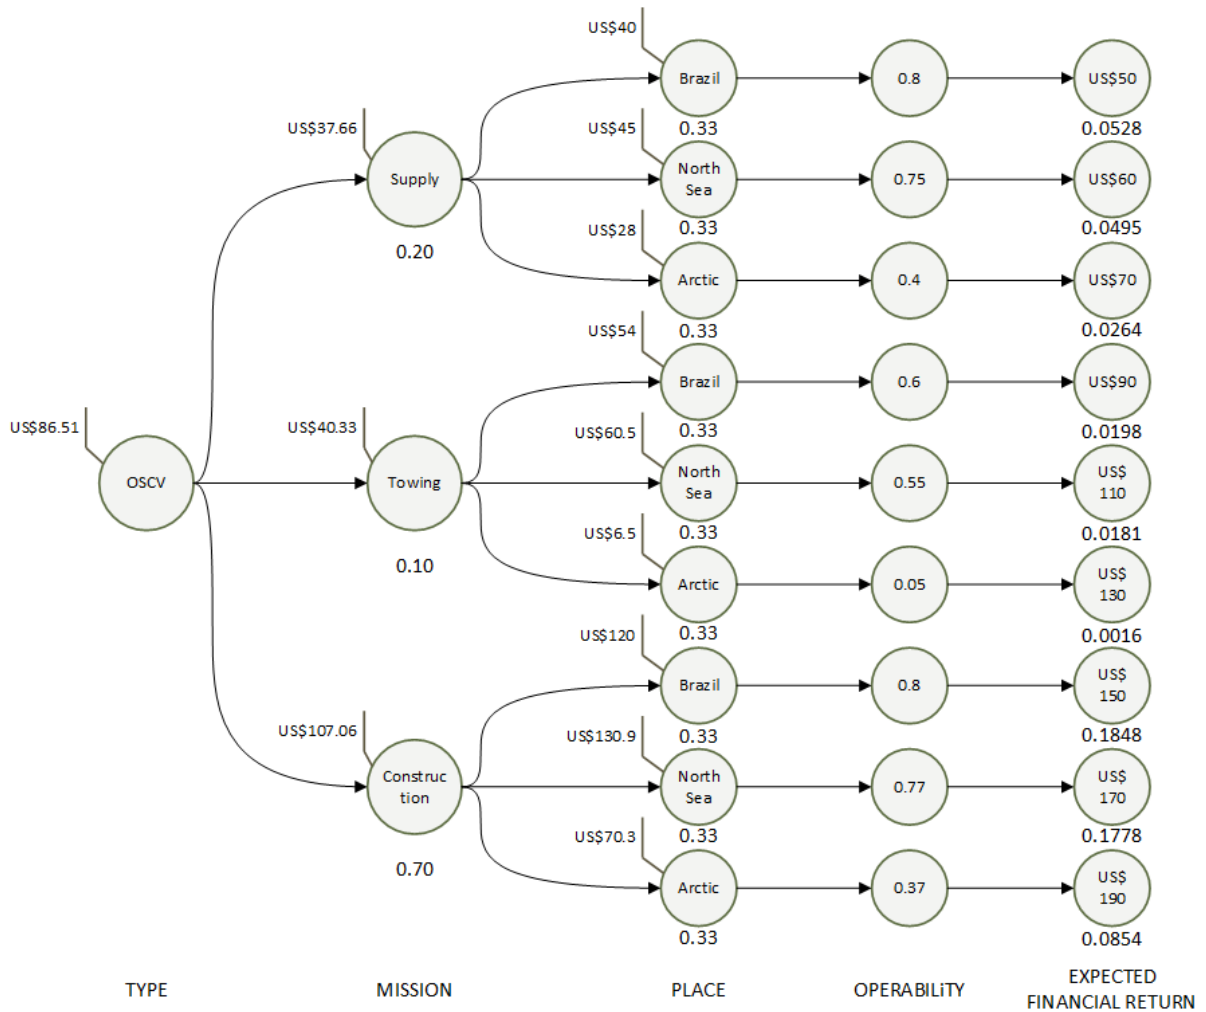 US$40
Brazil
0.8
US$50
0.33
0.0528
US$37.66
US$45
Supply
North
Sea
0.75
US$60
0.33
0.0495
0.20
US$28
Arctic
0.4
US$70
0.33
0.0264
US$54
Brazil
0.6
US$90
0.33
0.0198
US$86.51
OSCV
US$40.33
US$60.5
Towing
North
Sea
0.55
US$
110
0.33
0.0181
0.10
US$6.5
Arctic
0.05
US$
130
0.33
0.0016
US$120
Brazil
0.8
US$
150
0.33
0.1848
US$107.06
US$130.9
Construc
tion
North
Sea
0.77
US$
170
0.33
0.1778
0.70
US$70.3
Arctic
0.37
US$
190
0.33
0.0854
TYPE
MISSION
PLACE
OPERABILiTY
EXPECTED
FINANCIAL RETURN